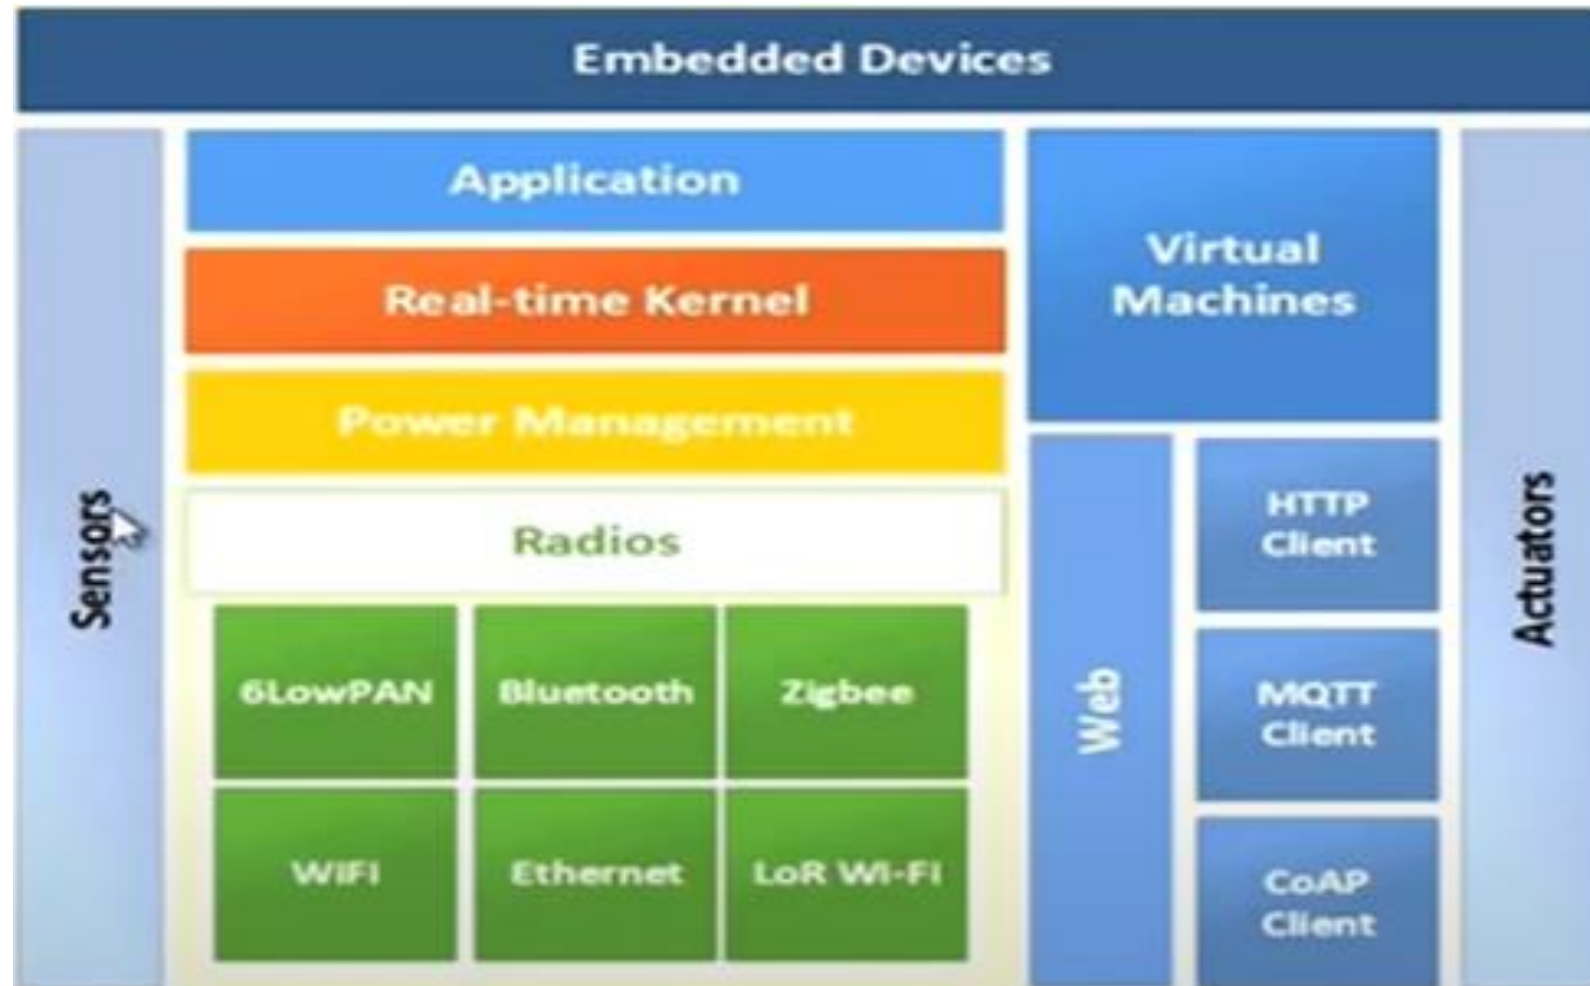 Embedded Devices
Sensors
Application
Real-time Kernel
Power Management
Radios
6LowPAN
Bluetooth
Zigbee
WIFI
Ethernet
LoR Wi-Fi
Virtual
Machines
Web
HTTP
Client
MQTT
Client
CoAP
Client
Actuators